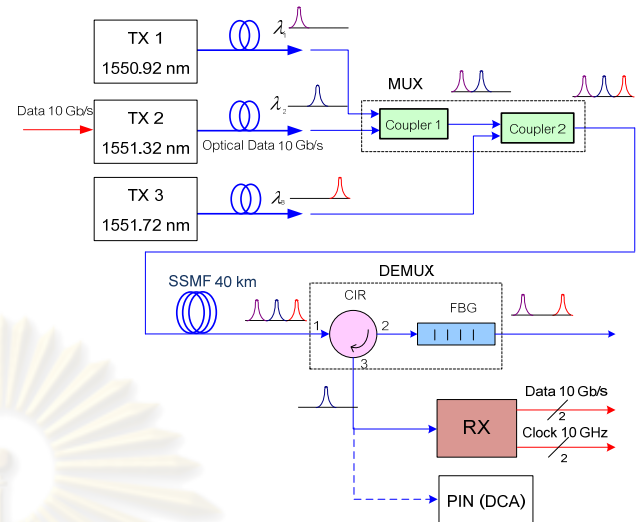 TX 1
1550.92 nm
λ₁
Data 10 Gb/s
TX 2
1551.32 nm
λ₂
Optical Data 10 Gb/s
TX 3
1551.72 nm
λ₃
MUX
Coupler 1
Coupler 2
SSMF 40 km
DEMUX
CIR
1
2
3
FBG
RX
Data 10 Gb/s
2
Clock 10 GHz
2
PIN (DCA)